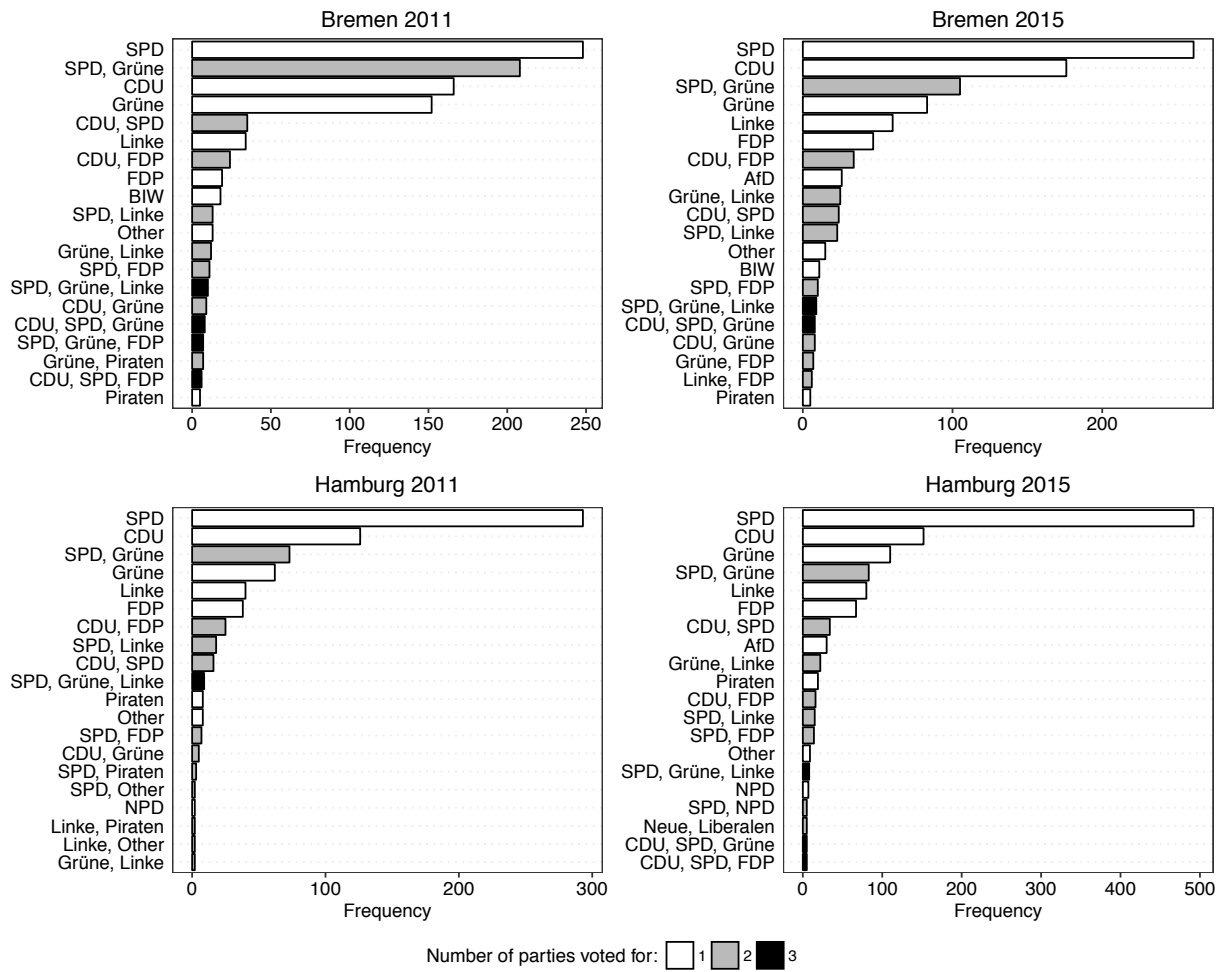 Bremen 2011
SPD
SPD, Grüne
CDU
Grüne
CDU, SPD
Linke
CDU, FDP
FDP
BIW
SPD, Linke
Other
Grüne, Linke
SPD, FDP
SPD, Grüne, Linke
CDU, Grüne
CDU, SPD, Grüne
SPD, Grüne, FDP
Grüne, Piraten
CDU, SPD, FDP
Piraten
0 50 100 150 200 250
Frequency
Bremen 2015
SPD
CDU
SPD, Grüne
Grüne
Linke
FDP
CDU, FDP
AfD
Grüne, Linke
CDU, SPD
SPD, Linke
Other
BIW
SPD, FDP
SPD, Grüne, Linke
CDU, SPD, Grüne
CDU, Grüne
Grüne, FDP
Linke, FDP
Piraten
0 100 200
Frequency
Hamburg 2011
SPD
CDU
SPD, Grüne
Grüne
Linke
FDP
CDU, FDP
SPD, Linke
CDU, SPD
SPD, Grüne, Linke
Piraten
Other
SPD, FDP
CDU, Grüne
SPD, Piraten
SPD, Other
NPD
Linke, Piraten
Linke, Other
Grüne, Linke
0 100 200 300
Frequency
Hamburg 2015
SPD
CDU
Grüne
SPD, Grüne
Linke
FDP
CDU, SPD
AfD
Grüne, Linke
Piraten
CDU, FDP
SPD, Linke
SPD, FDP
Other
SPD, Grüne, Linke
NPD
SPD, NPD
Neue, Liberalen
CDU, SPD, Grüne
CDU, SPD, FDP
0 100 200 300 400 500
Frequency
Number of parties voted for: 1 2 3